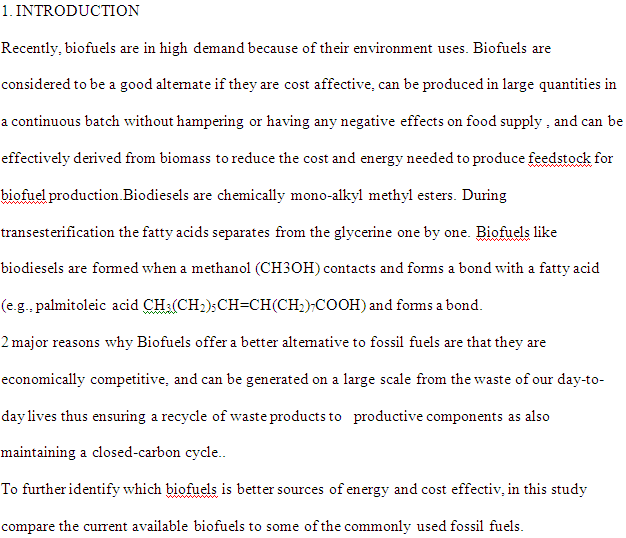 1. INTRODUCTION
Recently, biofuels are in high demand because of their environment uses. Biofuels are
considered to be a good alternate if they are cost affective, can be produced in large quantities in
a continuous batch without hampering or having any negative effects on food supply , and can be
effectively derived from biomass to reduce the cost and energy needed to produce feedstock for
biofuel production.Biodiesels are chemically mono-alkyl methyl esters. During
transesterification the fatty acids separates from the glycerine one by one. Biofuels like
biodiesels are formed when a methanol (CH3OH) contacts and forms a bond with a fatty acid
(e.g., palmitoleic acid CH₃(CH₂)₅CH=CH(CH₂)₇COOH) and forms a bond.
2 major reasons why Biofuels offer a better alternative to fossil fuels are that they are
economically competitive, and can be generated on a large scale from the waste of our day-to-
day lives thus ensuring a recycle of waste products to productive components as also
maintaining a closed-carbon cycle..
To further identify which biofuels is better sources of energy and cost effectiv, in this study
compare the current available biofuels to some of the commonly used fossil fuels.